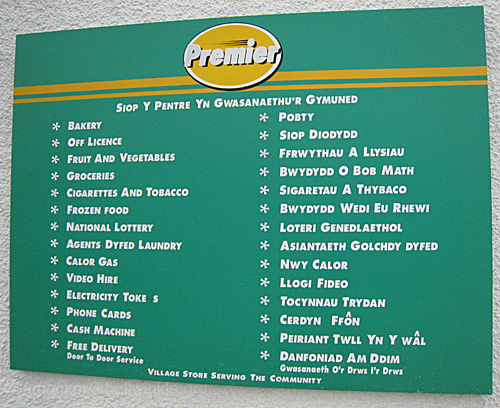 Premier
Siop Y Pentre Yn Gwasanaethu'r Gymuned
* Bakery
* Off Licence
* Fruit And Vegetables
* Groceries
* Cigarettes And Tobacco
* Frozen food
* National Lottery
* Agents Dyfed Laundry
* Calor Gas
* Video Hire
* Electricity Toke s
* Phone Cards
* Cash Machine
* Free Delivery
Door To Door Service
* Pobty
* Siop Diodydd
* Ffrwythau A Llysiau
* Bwydydd O Bob Math
* Sigaretau A Thybaco
* Bwydydd Wedi Eu Rhewi
* Loteri Genedlaethol
* Asiantaeth Golchdy dyfed
* Nwy Calor
* Llogi Fideo
* Tocynnau Trydan
* Cerdyn Ffôn
* Peiriant Twll Yn Y wâl
* Danfoniad Am Ddim
Gwasanaeth O'r Drws I'r Drws
Village Store Serving The Community